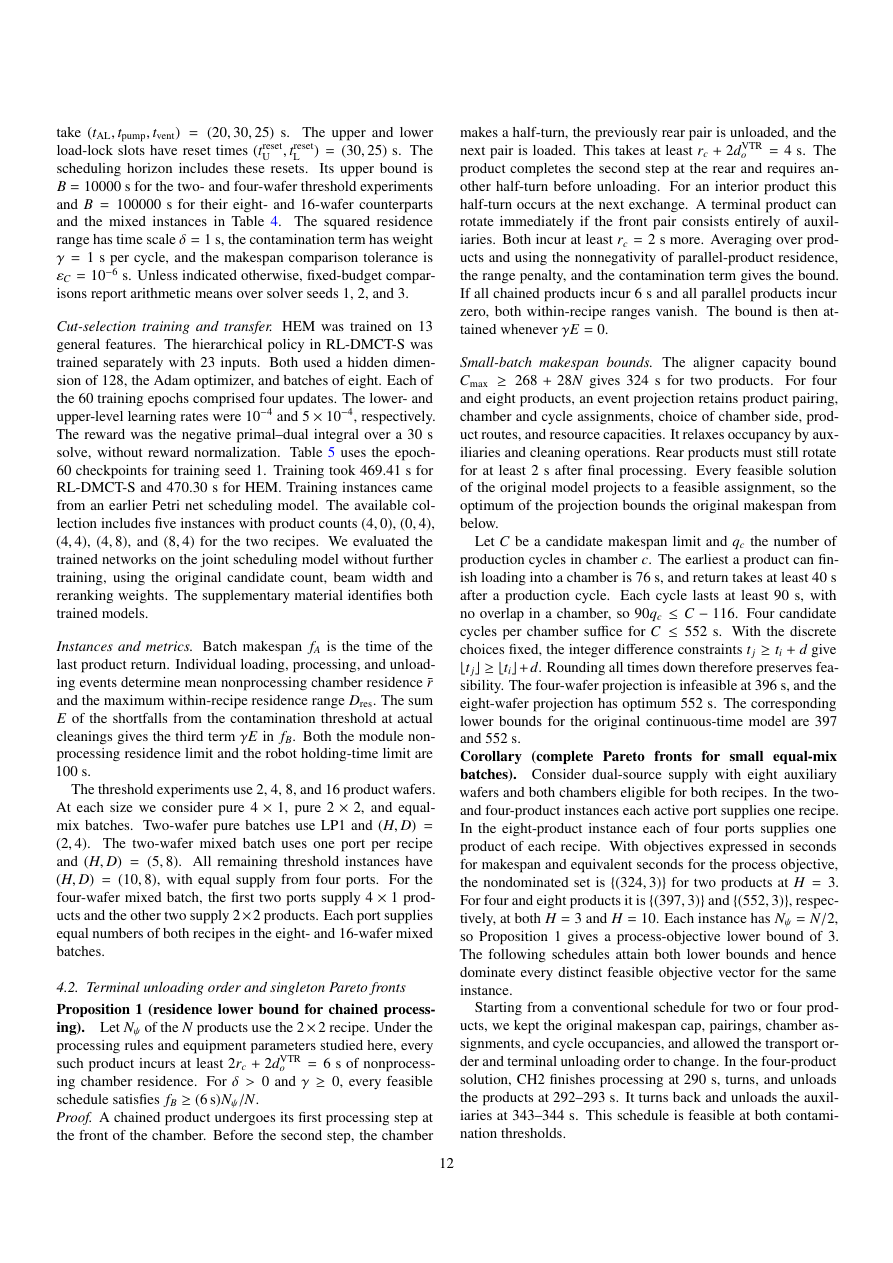 take (tAL, tpump, tvent) = (20, 30, 25) s. The upper and lower
load-lock slots have reset times (t_U^reset, t_L^reset) = (30, 25) s. The
scheduling horizon includes these resets. Its upper bound is
B = 10000 s for the two- and four-wafer threshold experiments
and B = 100000 s for their eight- and 16-wafer counterparts
and the mixed instances in Table 4. The squared residence
range has time scale δ = 1 s, the contamination term has weight
γ = 1 s per cycle, and the makespan comparison tolerance is
εC = 10⁻⁶ s. Unless indicated otherwise, fixed-budget compar-
isons report arithmetic means over solver seeds 1, 2, and 3.
Cut-selection training and transfer. HEM was trained on 13
general features. The hierarchical policy in RL-DMCT-S was
trained separately with 23 inputs. Both used a hidden dimen-
sion of 128, the Adam optimizer, and batches of eight. Each of
the 60 training epochs comprised four updates. The lower- and
upper-level learning rates were 10⁻⁴ and 5 × 10⁻⁴, respectively.
The reward was the negative primal–dual integral over a 30 s
solve, without reward normalization. Table 5 uses the epoch-
60 checkpoints for training seed 1. Training took 469.41 s for
RL-DMCT-S and 470.30 s for HEM. Training instances came
from an earlier Petri net scheduling model. The available col-
lection includes five instances with product counts (4, 0), (0, 4),
(4, 4), (4, 8), and (8, 4) for the two recipes. We evaluated the
trained networks on the joint scheduling model without further
training, using the original candidate count, beam width and
reranking weights. The supplementary material identifies both
trained models.
Instances and metrics. Batch makespan fA is the time of the
last product return. Individual loading, processing, and unload-
ing events determine mean nonprocessing chamber residence r̄
and the maximum within-recipe residence range Dres. The sum
E of the shortfalls from the contamination threshold at actual
cleanings gives the third term γE in fB. Both the module non-
processing residence limit and the robot holding-time limit are
100 s.
The threshold experiments use 2, 4, 8, and 16 product wafers.
At each size we consider pure 4 × 1, pure 2 × 2, and equal-
mix batches. Two-wafer pure batches use LP1 and (H, D) =
(2, 4). The two-wafer mixed batch uses one port per recipe
and (H, D) = (5, 8). All remaining threshold instances have
(H, D) = (10, 8), with equal supply from four ports. For the
four-wafer mixed batch, the first two ports supply 4 × 1 prod-
ucts and the other two supply 2×2 products. Each port supplies
equal numbers of both recipes in the eight- and 16-wafer mixed
batches.
4.2. Terminal unloading order and singleton Pareto fronts
Proposition 1 (residence lower bound for chained process-
ing). Let Nψ of the N products use the 2×2 recipe. Under the
processing rules and equipment parameters studied here, every
such product incurs at least 2rc + 2d_o^VTR = 6 s of nonprocess-
ing chamber residence. For δ > 0 and γ ≥ 0, every feasible
schedule satisfies fB ≥ (6 s)Nψ/N.
Proof. A chained product undergoes its first processing step at
the front of the chamber. Before the second step, the chamber
makes a half-turn, the previously rear pair is unloaded, and the
next pair is loaded. This takes at least rc + 2d_o^VTR = 4 s. The
product completes the second step at the rear and requires an-
other half-turn before unloading. For an interior product this
half-turn occurs at the next exchange. A terminal product can
rotate immediately if the front pair consists entirely of auxil-
iaries. Both incur at least rc = 2 s more. Averaging over prod-
ucts and using the nonnegativity of parallel-product residence,
the range penalty, and the contamination term gives the bound.
If all chained products incur 6 s and all parallel products incur
zero, both within-recipe ranges vanish. The bound is then at-
tained whenever γE = 0.
Small-batch makespan bounds. The aligner capacity bound
Cmax ≥ 268 + 28N gives 324 s for two products. For four
and eight products, an event projection retains product pairing,
chamber and cycle assignments, choice of chamber side, prod-
uct routes, and resource capacities. It relaxes occupancy by aux-
iliaries and cleaning operations. Rear products must still rotate
for at least 2 s after final processing. Every feasible solution
of the original model projects to a feasible assignment, so the
optimum of the projection bounds the original makespan from
below.
Let C be a candidate makespan limit and qc the number of
production cycles in chamber c. The earliest a product can fin-
ish loading into a chamber is 76 s, and return takes at least 40 s
after a production cycle. Each cycle lasts at least 90 s, with
no overlap in a chamber, so 90qc ≤ C − 116. Four candidate
cycles per chamber suffice for C ≤ 552 s. With the discrete
choices fixed, the integer difference constraints tj ≥ ti + d give
⌊tj⌋ ≥ ⌊ti⌋+d. Rounding all times down therefore preserves fea-
sibility. The four-wafer projection is infeasible at 396 s, and the
eight-wafer projection has optimum 552 s. The corresponding
lower bounds for the original continuous-time model are 397
and 552 s.
Corollary (complete Pareto fronts for small equal-mix
batches). Consider dual-source supply with eight auxiliary
wafers and both chambers eligible for both recipes. In the two-
and four-product instances each active port supplies one recipe.
In the eight-product instance each of four ports supplies one
product of each recipe. With objectives expressed in seconds
for makespan and equivalent seconds for the process objective,
the nondominated set is {(324, 3)} for two products at H = 3.
For four and eight products it is {(397, 3)} and {(552, 3)}, respec-
tively, at both H = 3 and H = 10. Each instance has Nψ = N/2,
so Proposition 1 gives a process-objective lower bound of 3.
The following schedules attain both lower bounds and hence
dominate every distinct feasible objective vector for the same
instance.
Starting from a conventional schedule for two or four prod-
ucts, we kept the original makespan cap, pairings, chamber as-
signments, and cycle occupancies, and allowed the transport or-
der and terminal unloading order to change. In the four-product
solution, CH2 finishes processing at 290 s, turns, and unloads
the products at 292–293 s. It turns back and unloads the auxil-
iaries at 343–344 s. This schedule is feasible at both contami-
nation thresholds.
12